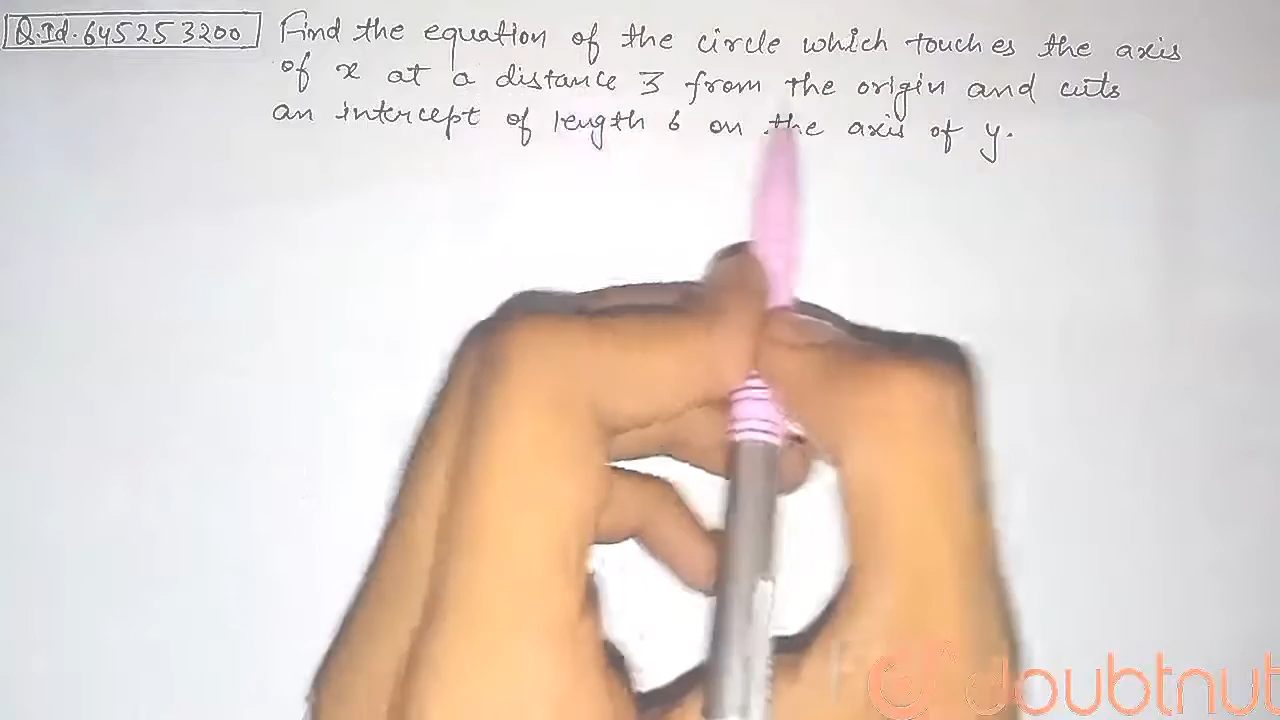 Q.Id.645253200 Find the equation of the circle which touches the axis
of x at a distance 3 from the origin and cuts
an intercept of length 6 on the axis of y.
doubtnut